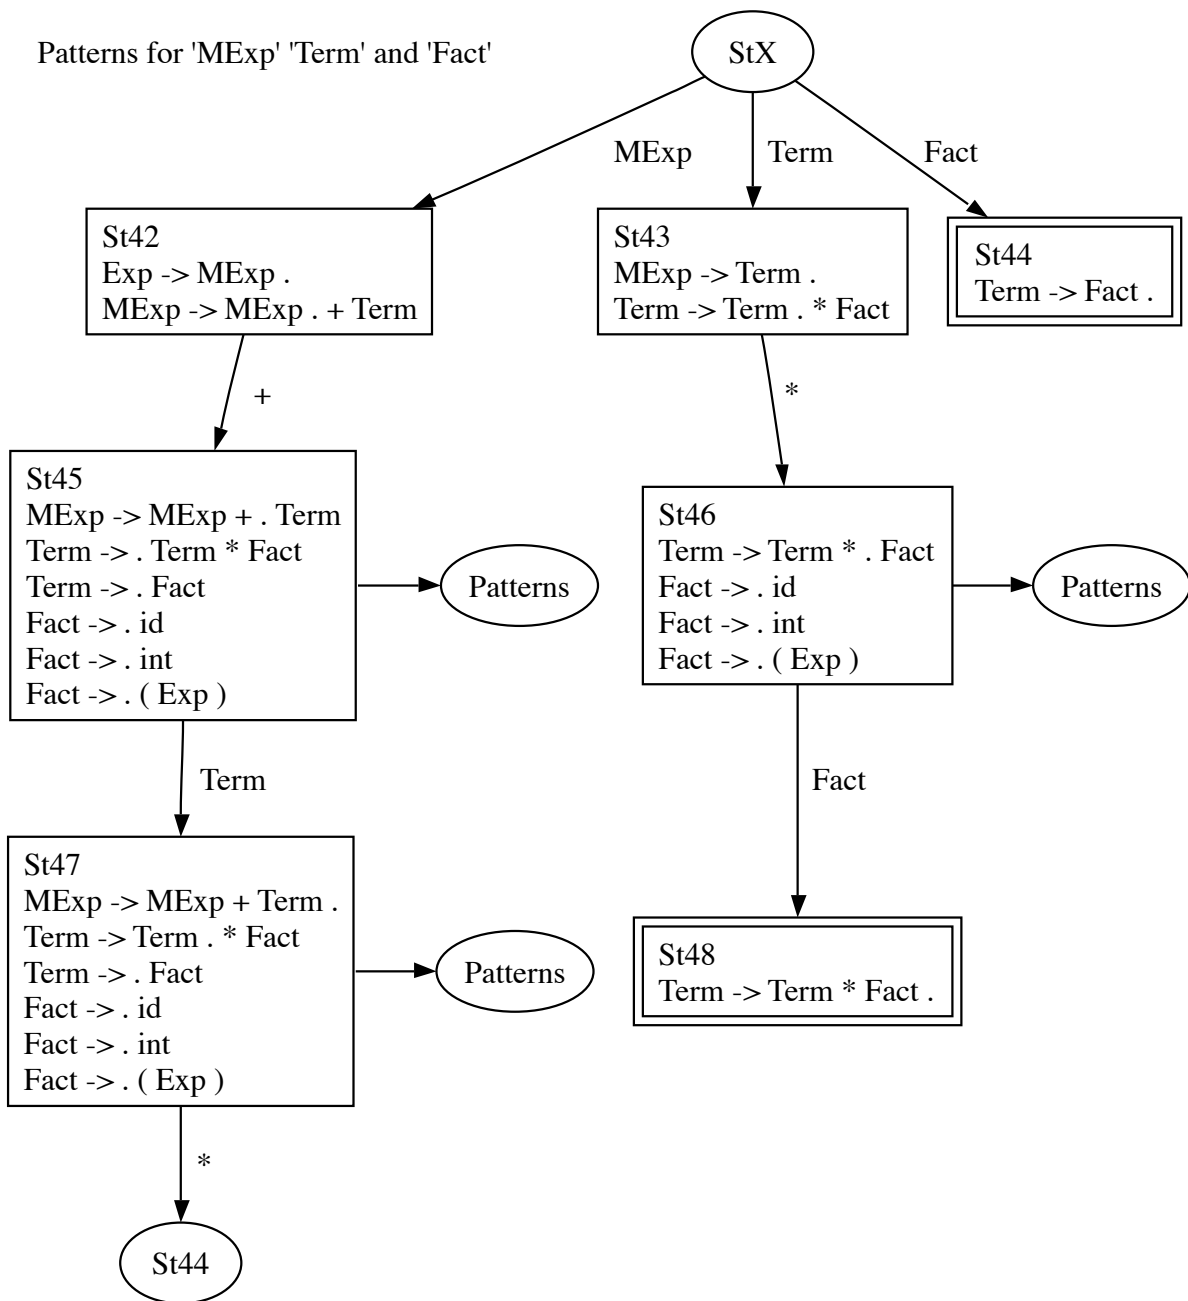 Patterns for 'MExp' 'Term' and 'Fact'
StX
MExp
Term
Fact
St42
Exp -> MExp .
MExp -> MExp . + Term
St43
MExp -> Term .
Term -> Term . * Fact
St44
Term -> Fact .
+
*
St45
MExp -> MExp + . Term
Term -> . Term * Fact
Term -> . Fact
Fact -> . id
Fact -> . int
Fact -> . ( Exp )
Patterns
St46
Term -> Term * . Fact
Fact -> . id
Fact -> . int
Fact -> . ( Exp )
Patterns
Term
Fact
St47
MExp -> MExp + Term .
Term -> Term . * Fact
Term -> . Fact
Fact -> . id
Fact -> . int
Fact -> . ( Exp )
Patterns
St48
Term -> Term * Fact .
*
St44